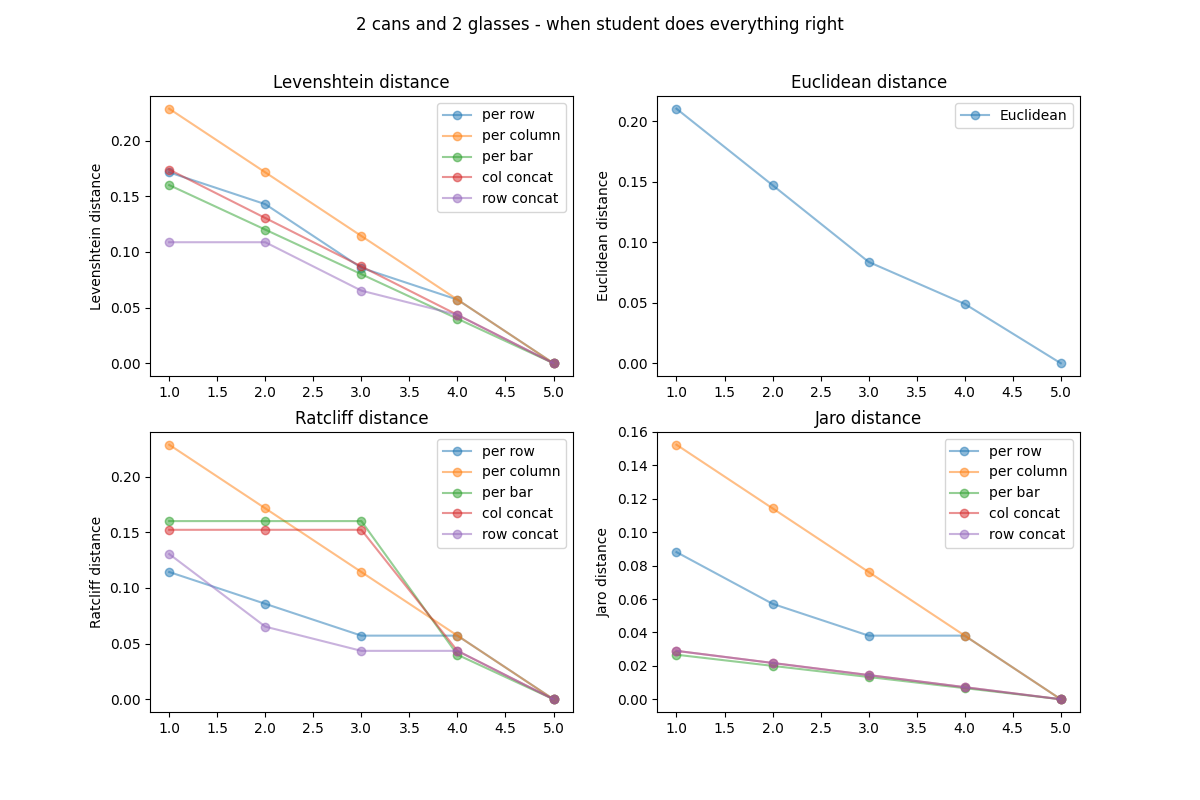 2 cans and 2 glasses - when student does everything right
Levenshtein distance
Levenshtein distance
0.20
0.15
0.10
0.05
0.00
1.0 1.5 2.0 2.5 3.0 3.5 4.0 4.5 5.0
per row
per column
per bar
col concat
row concat
Euclidean distance
Euclidean distance
0.20
0.15
0.10
0.05
0.00
1.0 1.5 2.0 2.5 3.0 3.5 4.0 4.5 5.0
Euclidean
Ratcliff distance
Ratcliff distance
0.20
0.15
0.10
0.05
0.00
1.0 1.5 2.0 2.5 3.0 3.5 4.0 4.5 5.0
per row
per column
per bar
col concat
row concat
Jaro distance
Jaro distance
0.16
0.14
0.12
0.10
0.08
0.06
0.04
0.02
0.00
1.0 1.5 2.0 2.5 3.0 3.5 4.0 4.5 5.0
per row
per column
per bar
col concat
row concat